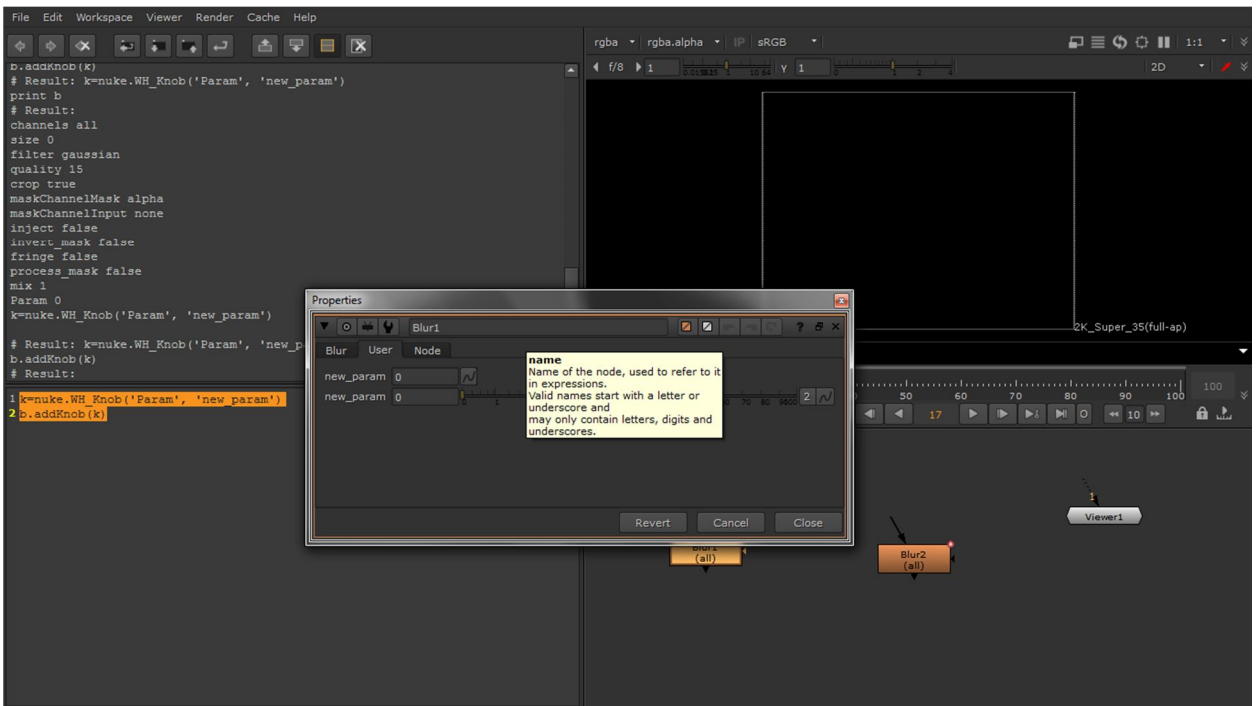 File Edit Workspace Viewer Render Cache Help
rgba rgba.alpha IP sRGB 1:1
f/8 1 Y 1 2D
b.addKnob(k)
# Result: k=nuke.WH_Knob('Param', 'new_param')
print b
# Result:
channels all
size 0
filter gaussian
quality 15
crop true
maskChannelMask alpha
maskChannelInput none
inject false
invert_mask false
fringe false
process_mask false
mix 1
Param 0
k=nuke.WH_Knob('Param', 'new_param')
# Result: k=nuke.WH_Knob('Param', 'new_p
b.addKnob(k)
# Result:
1 k=nuke.WH_Knob('Param', 'new_param')
2 b.addKnob(k)
2K_Super_35(full-ap)
Properties
Blur1
Blur User Node
new_param 0
new_param 0 2
name
Name of the node, used to refer to it
in expressions.
Valid names start with a letter or
underscore and
may only contain letters, digits and
underscores.
Revert Cancel Close
50 60 70 80 90 100 100
17 10
Blur1
(all)
Blur2
(all)
1
Viewer1